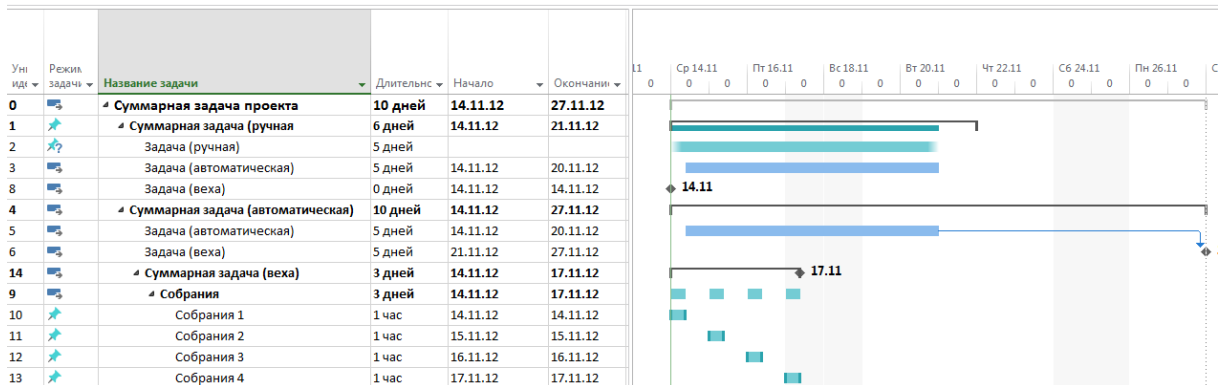 Уні Режим
иде задачи Название задачи Длительнс Начало Окончание
11 Ср 14.11 Пт 16.11 Вс 18.11 Вт 20.11 Чт 22.11 Сб 24.11 Пн 26.11 С
0 0 0 0 0 0 0 0 0 0 0 0 0 0 0
0 Суммарная задача проекта 10 дней 14.11.12 27.11.12
1 Суммарная задача (ручная 6 дней 14.11.12 21.11.12
2 Задача (ручная) 5 дней
3 Задача (автоматическая) 5 дней 14.11.12 20.11.12
8 Задача (веха) 0 дней 14.11.12 14.11.12 14.11
4 Суммарная задача (автоматическая) 10 дней 14.11.12 27.11.12
5 Задача (автоматическая) 5 дней 14.11.12 20.11.12
6 Задача (веха) 5 дней 21.11.12 27.11.12
14 Суммарная задача (веха) 3 дней 14.11.12 17.11.12 17.11
9 Собрания 3 дней 14.11.12 17.11.12
10 Собрания 1 1 час 14.11.12 14.11.12
11 Собрания 2 1 час 15.11.12 15.11.12
12 Собрания 3 1 час 16.11.12 16.11.12
13 Собрания 4 1 час 17.11.12 17.11.12